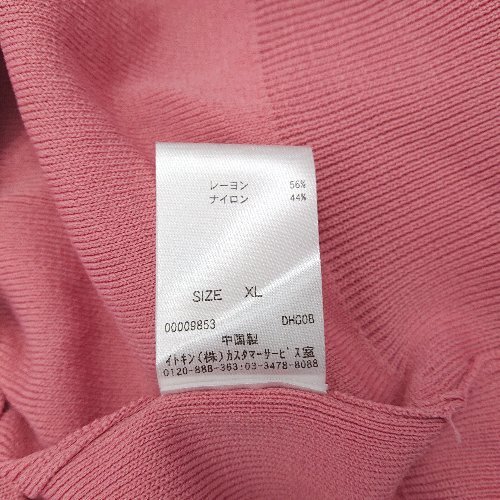 レーヨン 56%
ナイロン 44%
SIZE XL
00009853 DHG0B
中国製
イトキン(株)カスタマーサービス室
0120-888-363:03-3478-8088